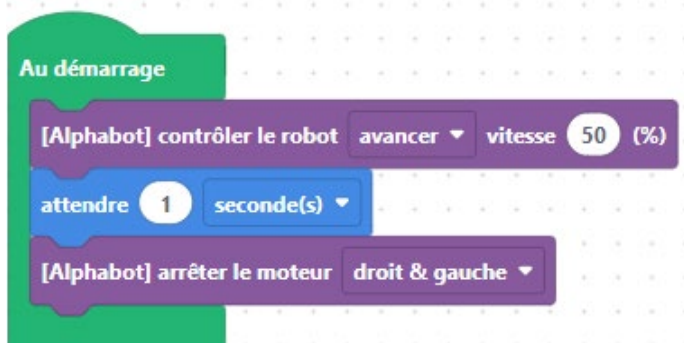 Au démarrage
[Alphabot] contrôler le robot avancer vitesse 50 (%)
attendre 1 seconde(s)
[Alphabot] arrêter le moteur droit & gauche